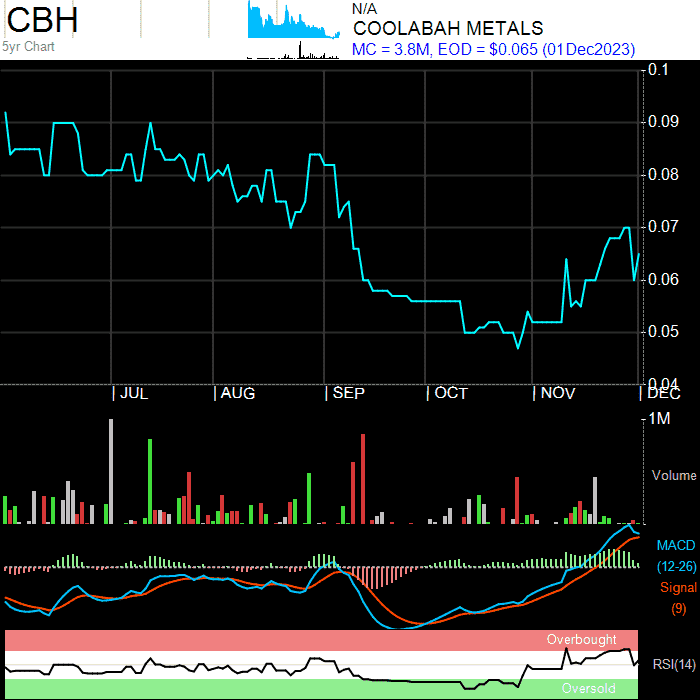 CBH
5yr Chart
N/A
COOLABAH METALS
MC = 3.8M, EOD = $0.065 (01Dec2023)
0.1
0.09
0.08
0.07
0.06
0.05
0.04
JUL AUG SEP OCT NOV DEC
1M
Volume
MACD
(12-26)
Signal
(9)
Overbought
RSI(14)
Oversold